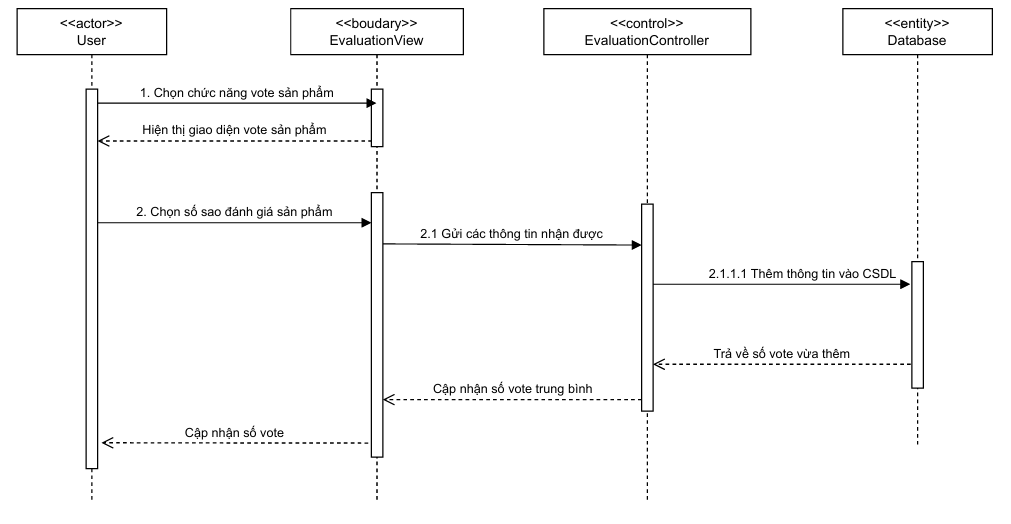 <<actor>>
User
<<boudary>>
EvaluationView
<<control>>
EvaluationController
<<entity>>
Database
1. Chọn chức năng vote sản phẩm
Hiện thị giao diện vote sản phẩm
2. Chọn số sao đánh giá sản phẩm
2.1 Gửi các thông tin nhận được
2.1.1.1 Thêm thông tin vào CSDL
Trả về số vote vừa thêm
Cập nhận số vote trung bình
Cập nhận số vote